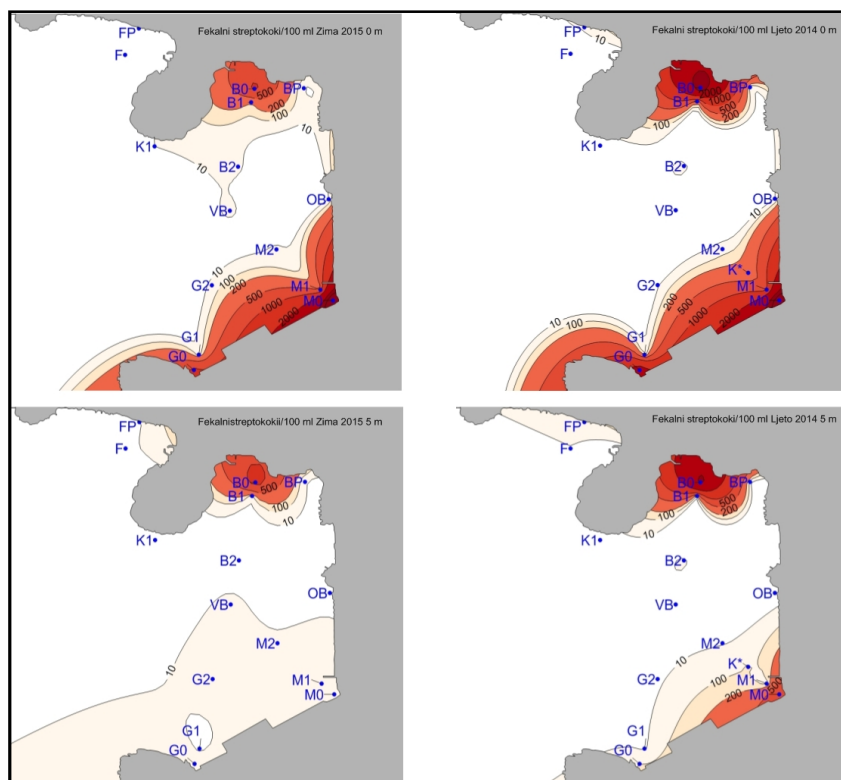 Fekalni streptokoki/100 ml Zima 2015 0 m
FP
F
B0
500
B1
200
BP
100
10
K1
10
B2
VB
OB
M2
10
100
200
G2
500
M1
M0
1000
2000
G1
G0
Fekalni streptokoki/100 ml Ljeto 2014 0 m
FP
10
F
B0
2000
BP
B1
1000
500
200
100
10
K1
B2
VB
OB
10
M2
K*
G2
200
M1
500
M0
1000
2000
10
100
G1
G0
Fekalnistreptokokii/100 ml Zima 2015 5 m
FP
F
B0
500
BP
B1
200
100
10
K1
B2
VB
OB
M2
10
G2
M1
M0
G1
G0
Fekalni streptokoki/100 ml Ljeto 2014 5 m
FP
F
B0
BP
B1
500
200
100
10
K1
B2
VB
OB
M2
10
K*
G2
100
M1
500
200
M0
G1
G0